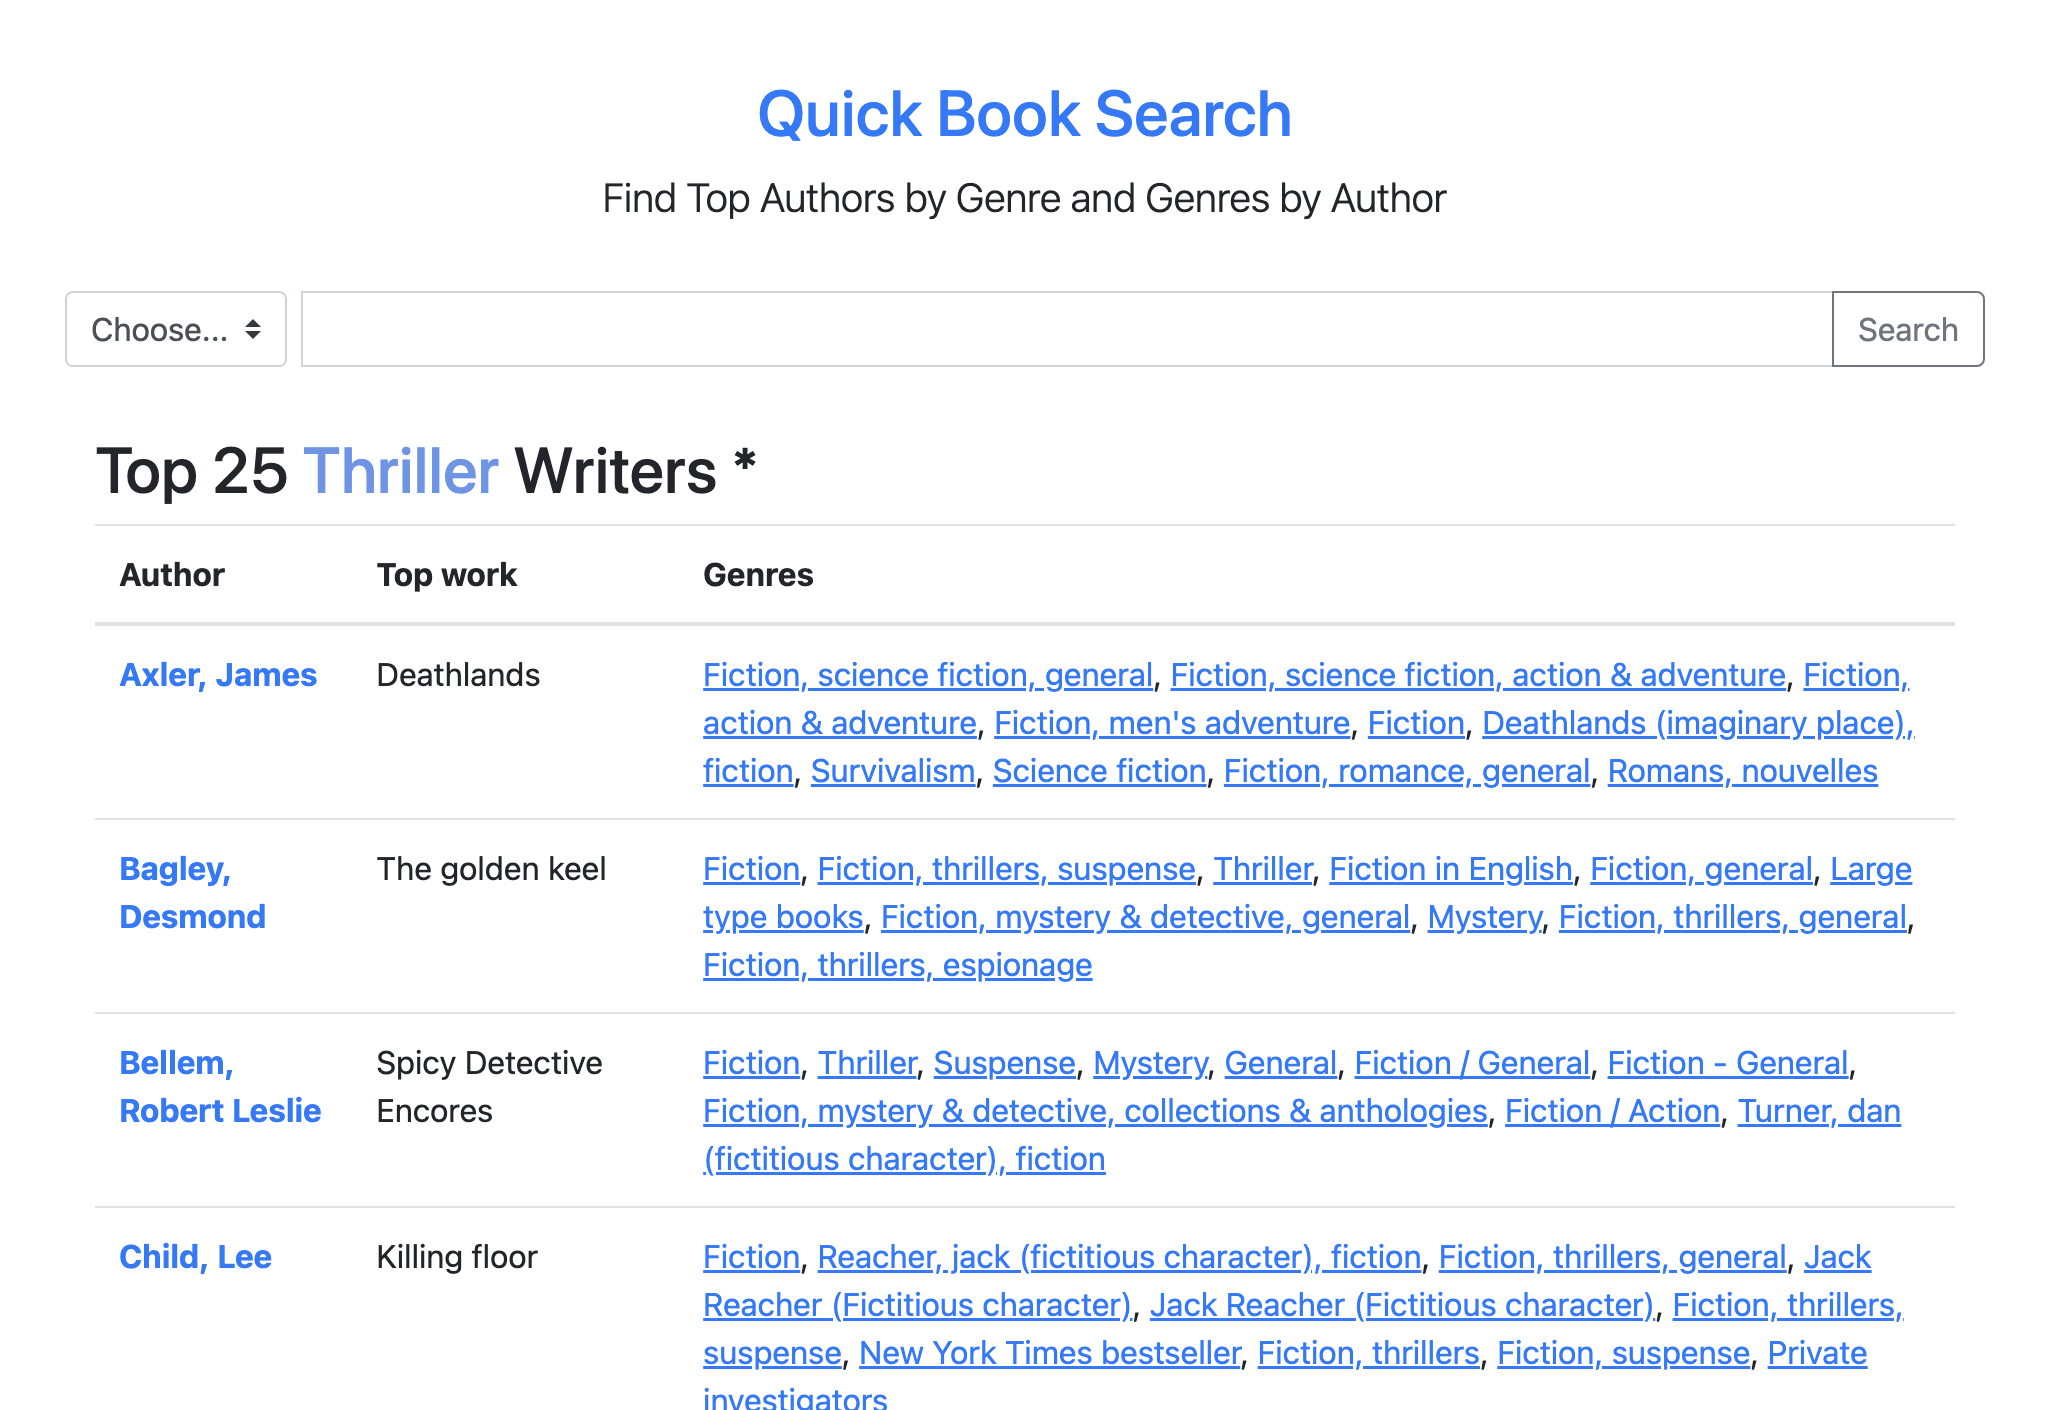 Quick Book Search
Find Top Authors by Genre and Genres by Author
Choose... Search
Top 25 Thriller Writers *
Author Top work Genres
Axler, James Deathlands Fiction, science fiction, general, Fiction, science fiction, action & adventure, Fiction,
action & adventure, Fiction, men's adventure, Fiction, Deathlands (imaginary place),
fiction, Survivalism, Science fiction, Fiction, romance, general, Romans, nouvelles
Bagley, The golden keel Fiction, Fiction, thrillers, suspense, Thriller, Fiction in English, Fiction, general, Large
Desmond type books, Fiction, mystery & detective, general, Mystery, Fiction, thrillers, general,
Fiction, thrillers, espionage
Bellem, Spicy Detective Fiction, Thriller, Suspense, Mystery, General, Fiction / General, Fiction - General,
Robert Leslie Encores Fiction, mystery & detective, collections & anthologies, Fiction / Action, Turner, dan
(fictitious character), fiction
Child, Lee Killing floor Fiction, Reacher, jack (fictitious character), fiction, Fiction, thrillers, general, Jack
Reacher (Fictitious character), Jack Reacher (Fictitious character), Fiction, thrillers,
suspense, New York Times bestseller, Fiction, thrillers, Fiction, suspense, Private
investigators